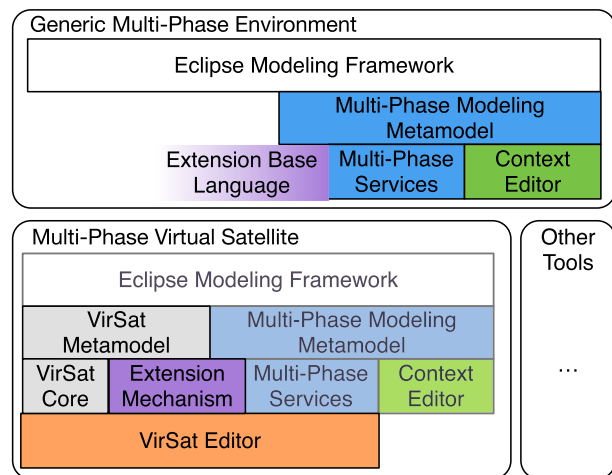 Generic Multi-Phase Environment
Eclipse Modeling Framework
Multi-Phase Modeling
Metamodel
Extension Base
Language
Multi-Phase
Services
Context
Editor
Multi-Phase Virtual Satellite
Eclipse Modeling Framework
VirSat
Metamodel
Multi-Phase Modeling
Metamodel
VirSat
Core
Extension
Mechanism
Multi-Phase
Services
Context
Editor
VirSat Editor
Other
Tools
...